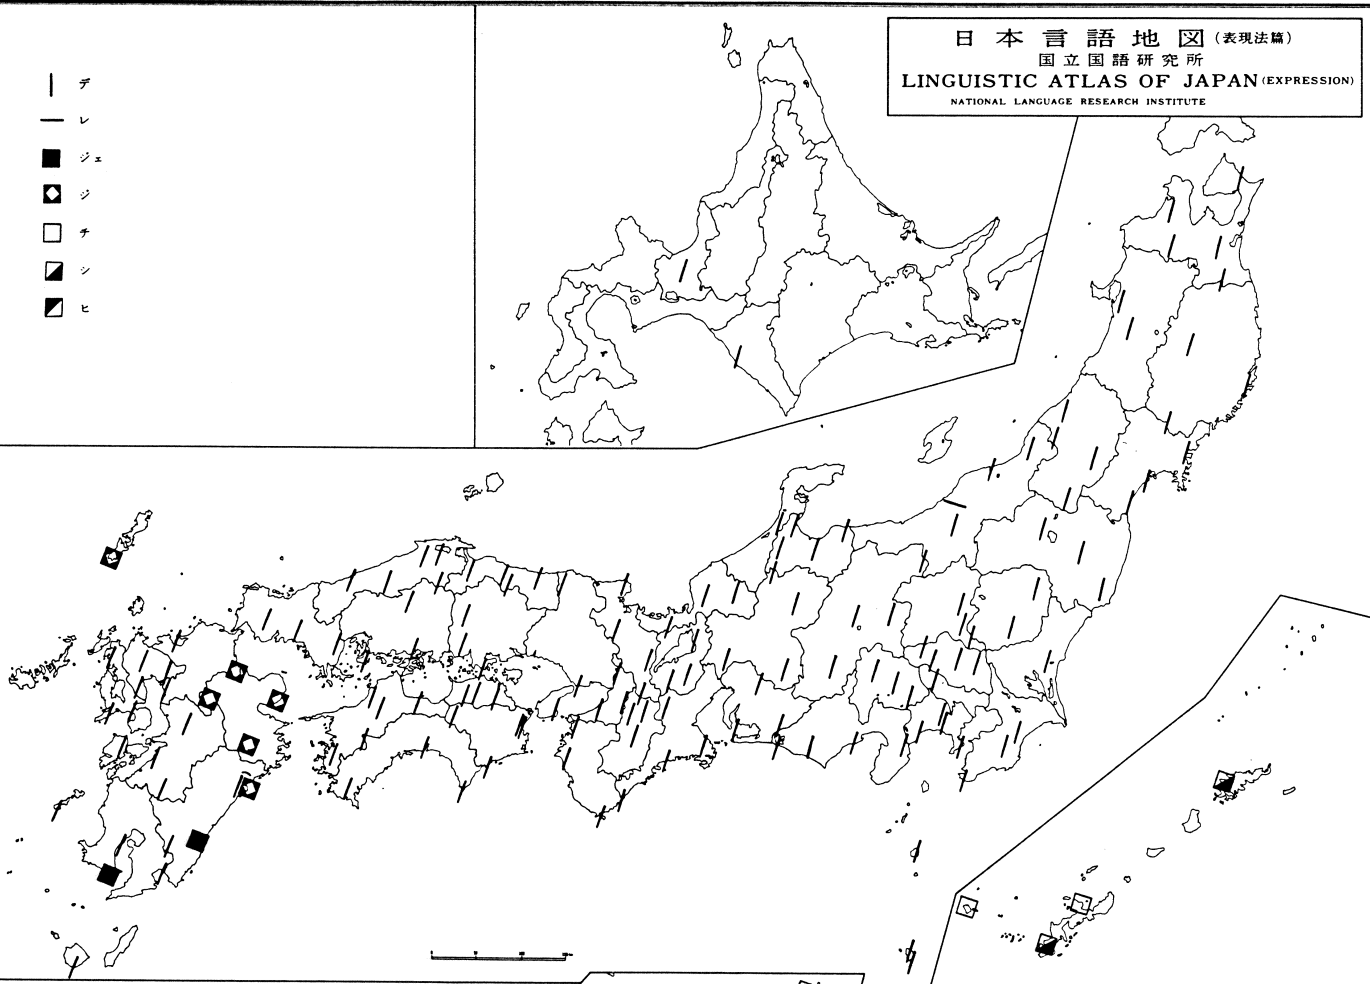 デ
レ
ジェ
ジ
チ
シ
ヒ
日本言語地図(表現法篇)
国立国語研究所
LINGUISTIC ATLAS OF JAPAN (EXPRESSION)
NATIONAL LANGUAGE RESEARCH INSTITUTE